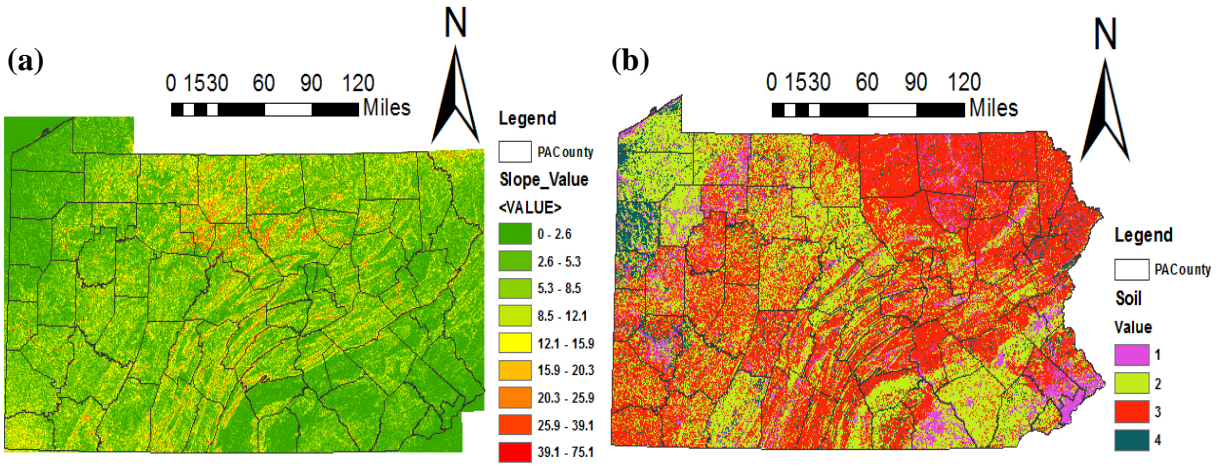 (a)
N
0 1530 60 90 120
Miles
Legend
PACounty
Slope_Value
<VALUE>
0 - 2.6
2.6 - 5.3
5.3 - 8.5
8.5 - 12.1
12.1 - 15.9
15.9 - 20.3
20.3 - 25.9
25.9 - 39.1
39.1 - 75.1
(b)
N
0 1530 60 90 120
Miles
Legend
PACounty
Soil
Value
1
2
3
4